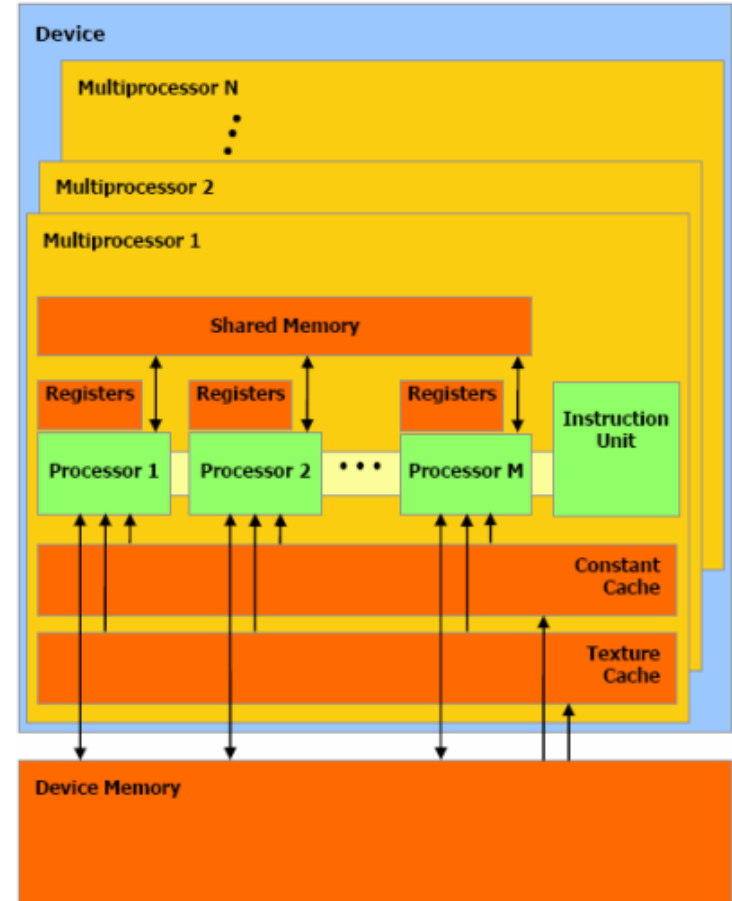 Device
Multiprocessor N
Multiprocessor 2
Multiprocessor 1
Shared Memory
Registers
Registers
Registers
Instruction
Unit
Processor 1
Processor 2
Processor M
Constant
Cache
Texture
Cache
Device Memory